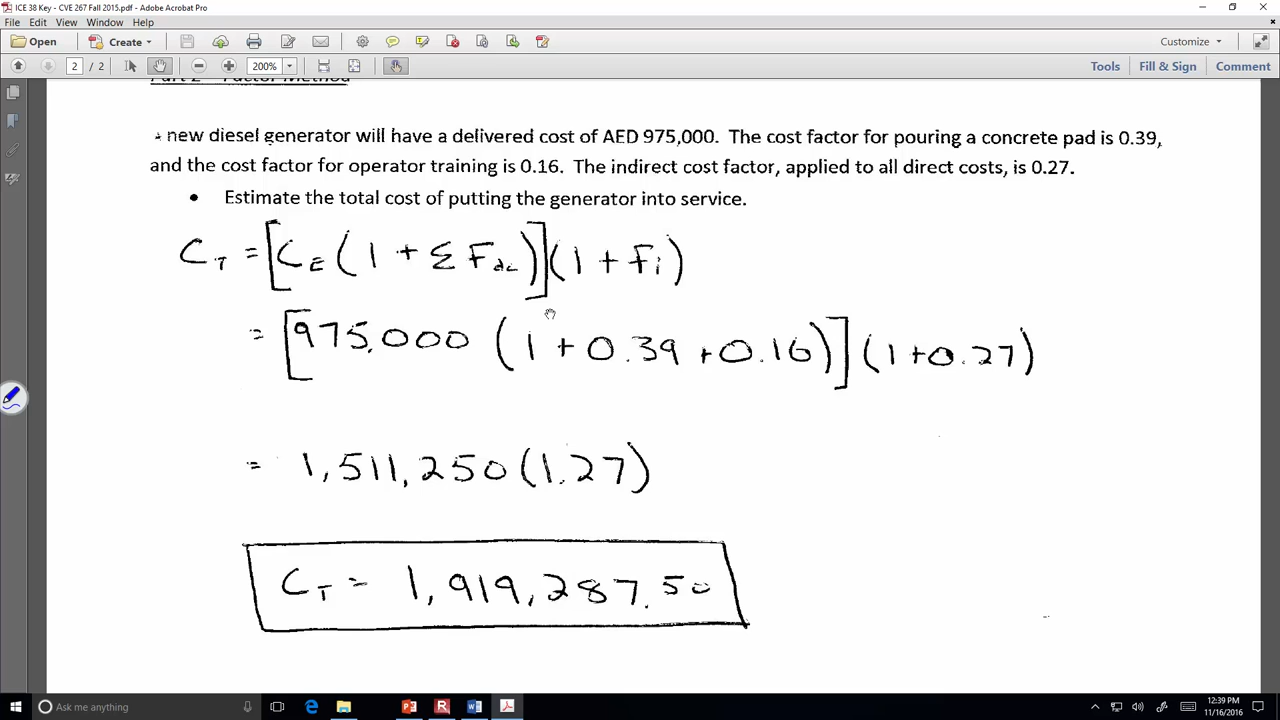 ICE 38 Key - CVE 267 Fall 2015.pdf - Adobe Acrobat Pro
File Edit View Window Help
Open Create Customize
2 / 2 200% Tools Fill & Sign Comment
Part 2 - Factor Method
new diesel generator will have a delivered cost of AED 975,000. The cost factor for pouring a concrete pad is 0.39,
and the cost factor for operator training is 0.16. The indirect cost factor, applied to all direct costs, is 0.27.
• Estimate the total cost of putting the generator into service.
C_T = [C_E (1 + Σ F_dc)](1 + F_i)
= [975,000 (1 + 0.39 + 0.16)](1+0.27)
= 1,511,250(1.27)
C_T = 1,919,287.50
Ask me anything
12:39 PM
11/16/2016